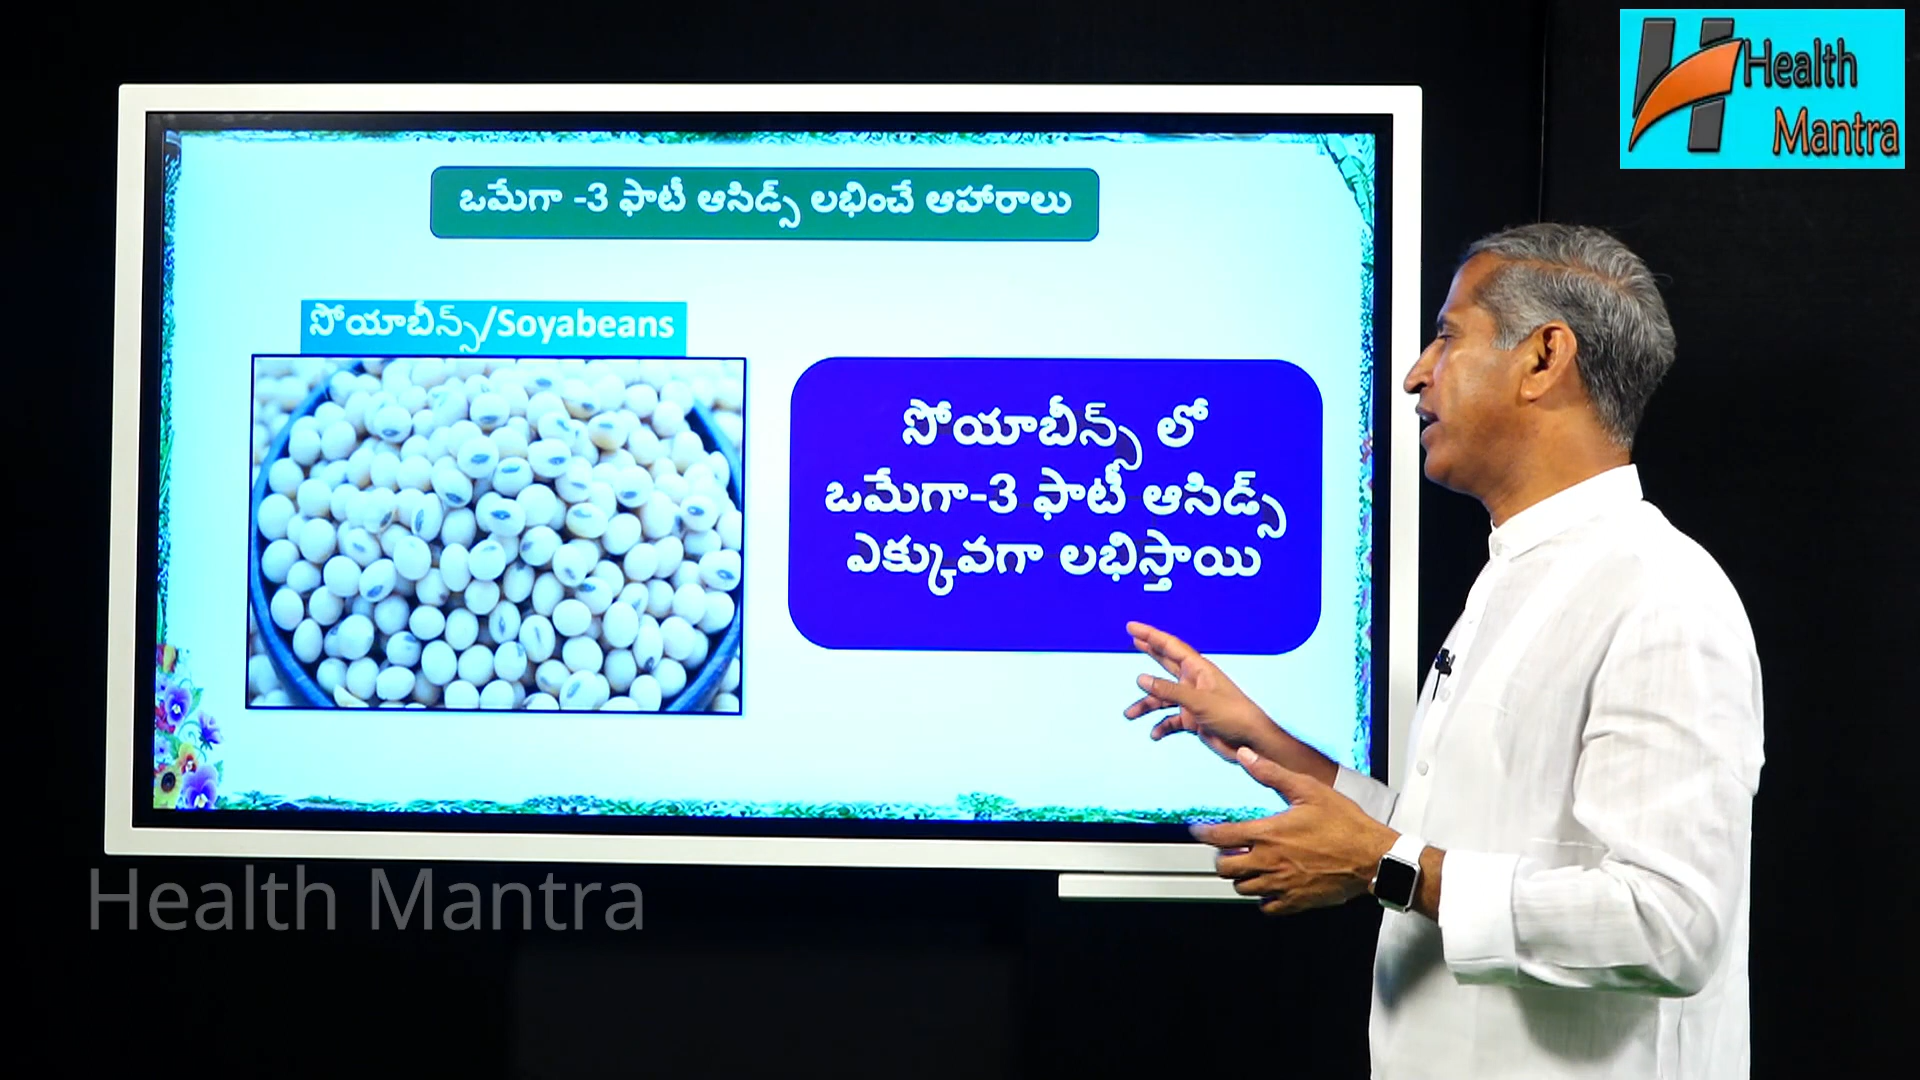 Health
Mantra
ఒమేగా -3 ఫాటీ ఆసిడ్స్ లభించే ఆహారాలు
సోయాబీన్స్/Soyabeans
సోయాబీన్స్ లో
ఒమేగా-3 ఫాటీ ఆసిడ్స్
ఎక్కువగా లభిస్తాయి
Health Mantra